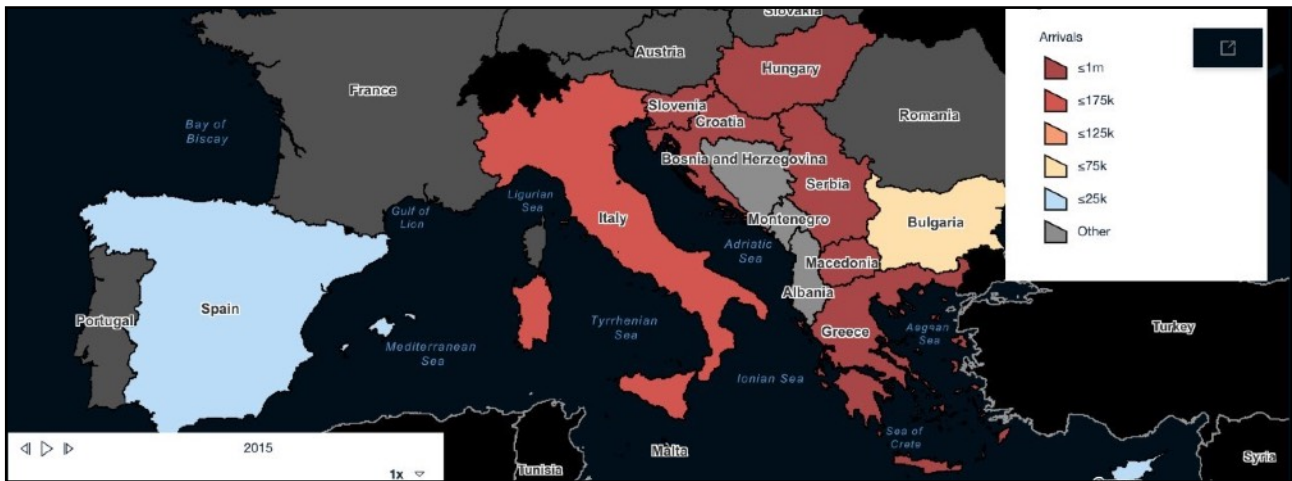 Slovakia
Austria
Hungary
France
Slovenia
Croatia
Romania
Bay of
Biscay
Bosnia and Herzegovina
Serbia
Ligurian
Sea
Gulf of
Lion
Italy
Montenegro
Bulgaria
Adriatic
Sea
Macedonia
Albania
Spain
Portugal
Tyrrhenian
Sea
Greece
Aegean
Sea
Turkey
Mediterranean
Sea
Ionian Sea
Sea of
Crete
Malta
Tunisia
Syria
Arrivals
≤1m
≤175k
≤125k
≤75k
≤25k
Other
2015
1x